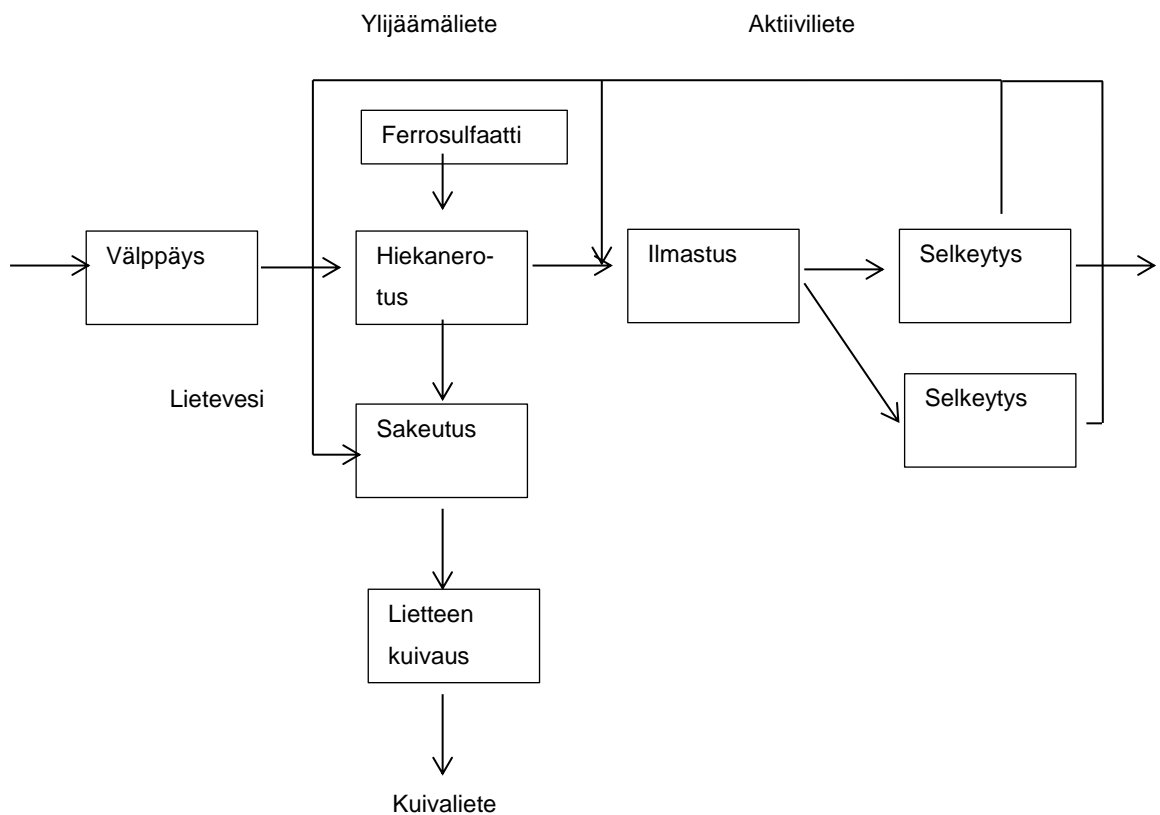 Ylijäämäliete
Aktiiviliete
Ferrosulfaatti
Välppäys
Hiekanero-
tus
Ilmastus
Selkeytys
Lietevesi
Sakeutus
Selkeytys
Lietteen
kuivaus
Kuivaliete